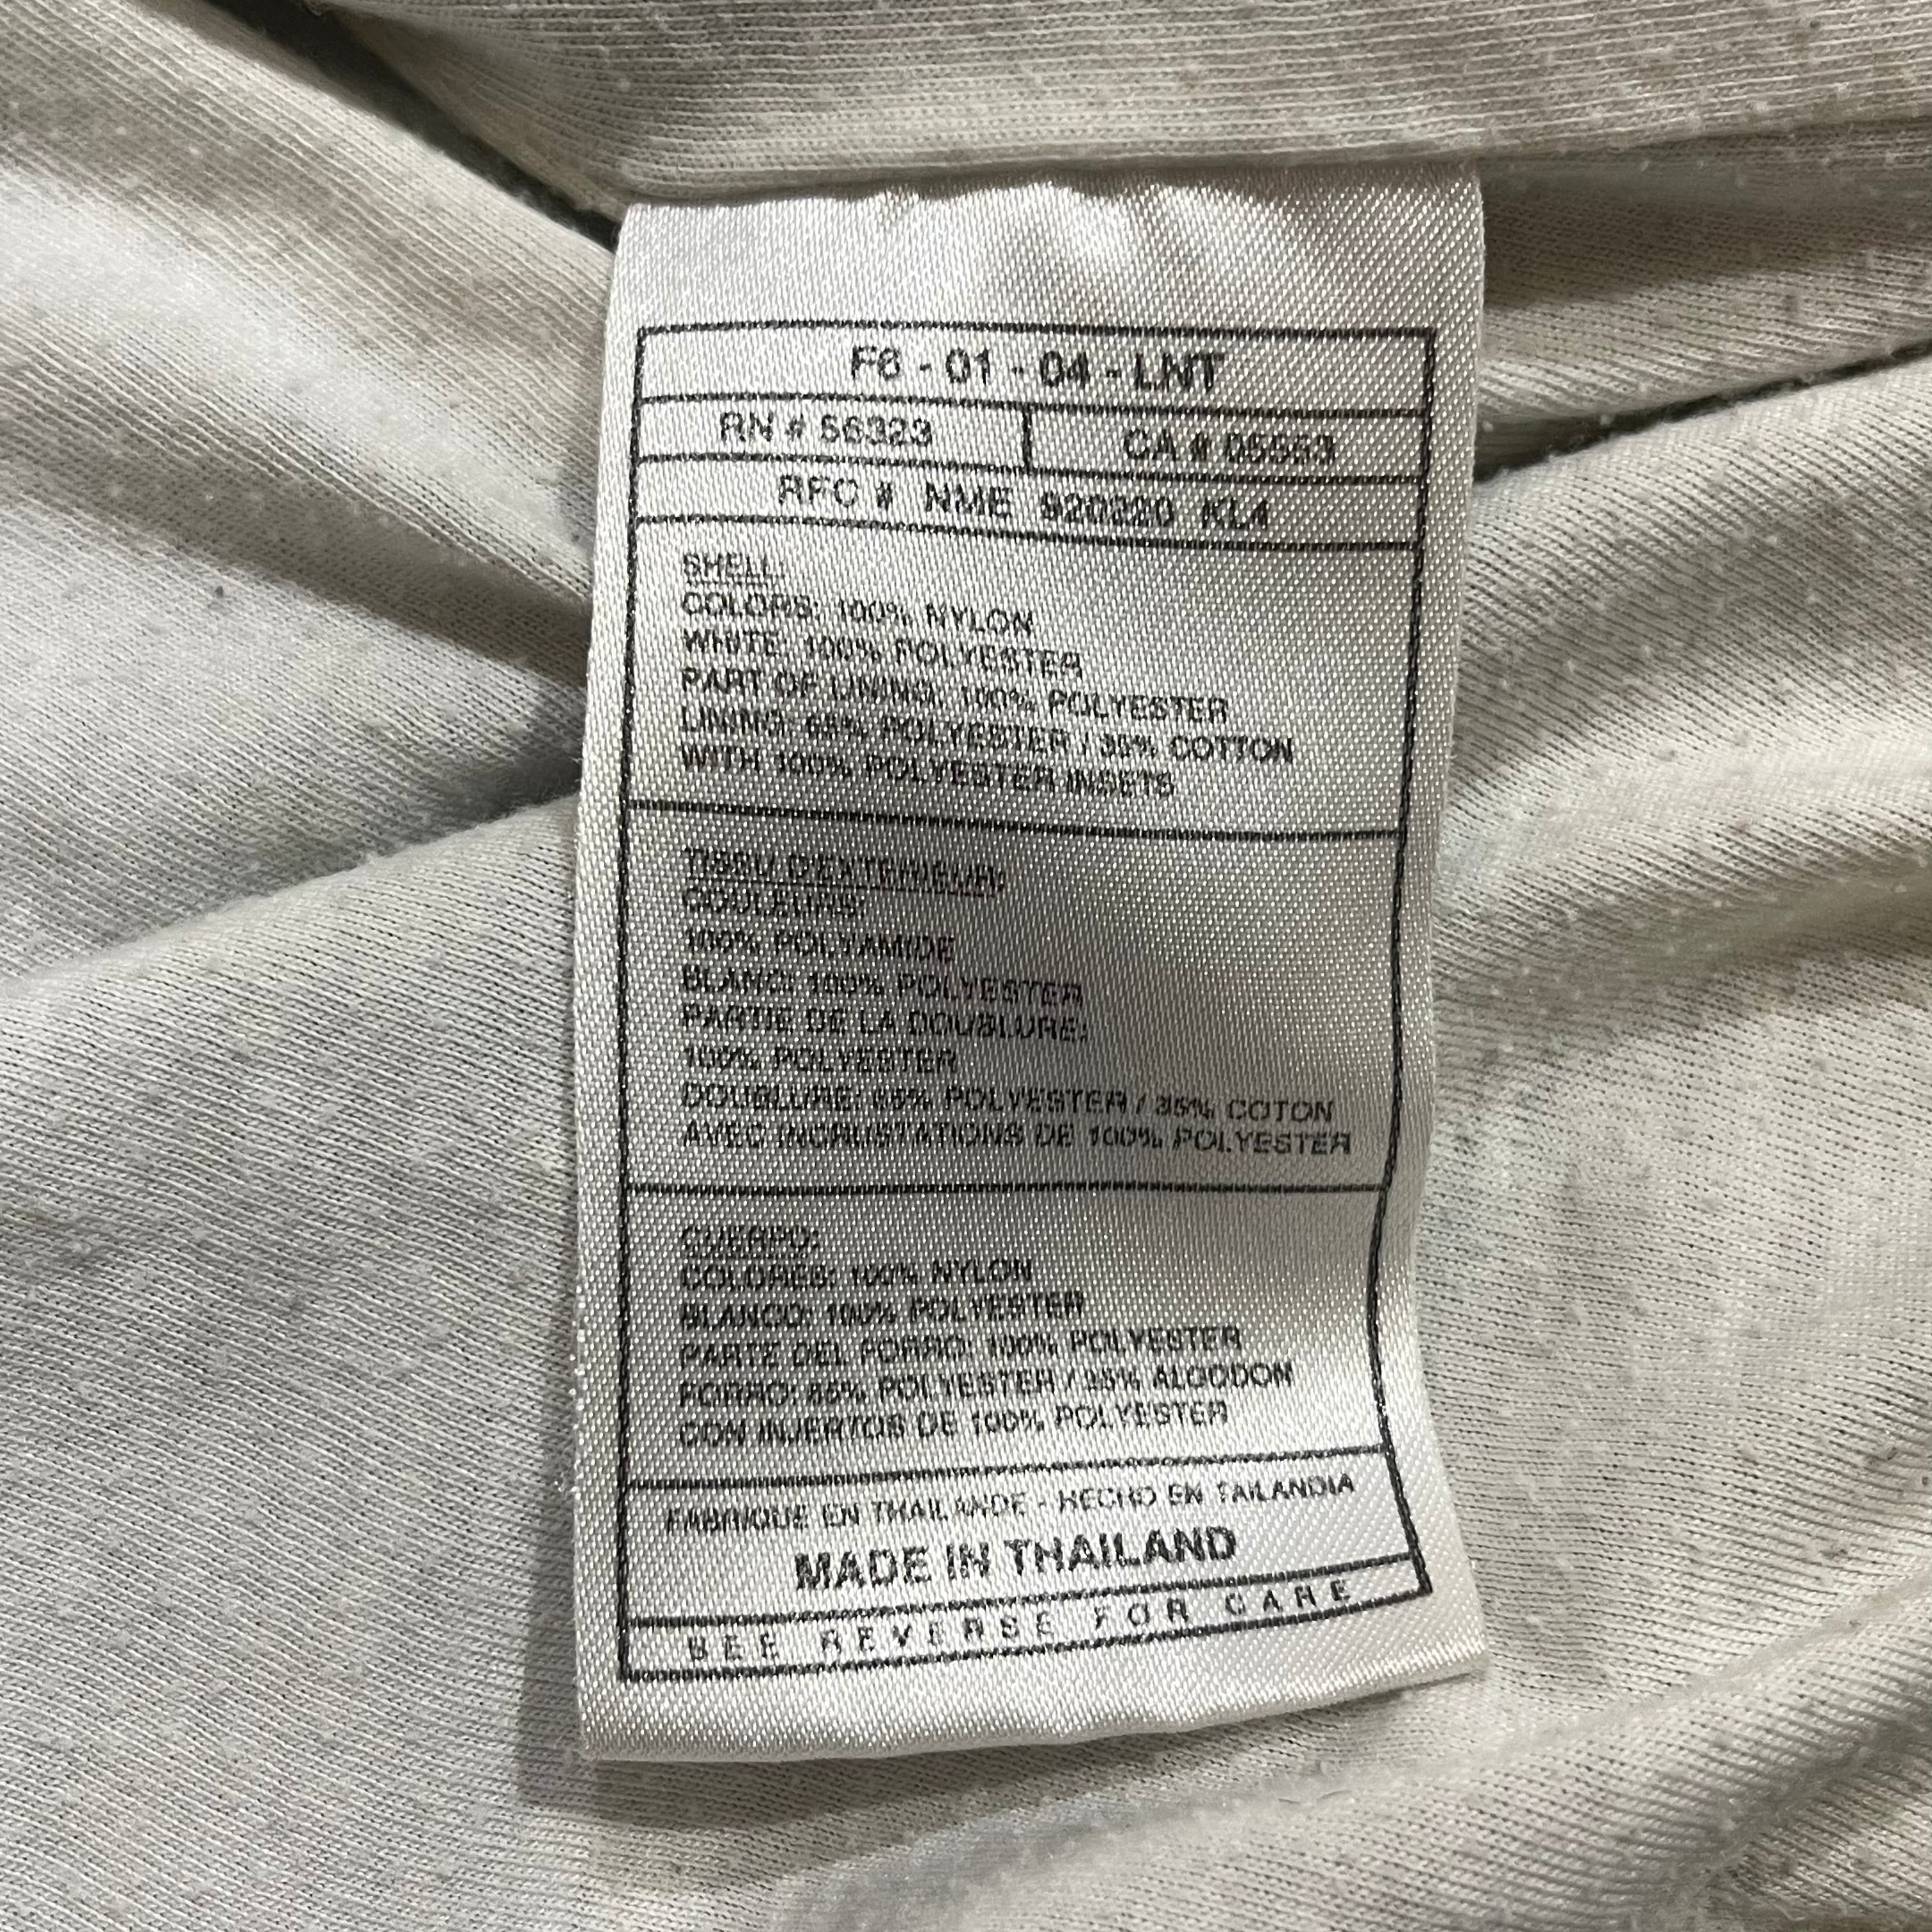 F6 - 01 - 04 - LNT
RN # 56323
CA # 05553
RFC # NME 920220 KL4
SHELL:
COLORS: 100% NYLON
WHITE: 100% POLYESTER
PART OF LINING: 100% POLYESTER
LINING: 65% POLYESTER / 35% COTTON
WITH 100% POLYESTER INSETS
TISSU D'EXTERIEUR:
COULEURS:
100% POLYAMIDE
BLANC: 100% POLYESTER
PARTIE DE LA DOUBLURE:
100% POLYESTER
DOUBLURE: 65% POLYESTER / 35% COTON
AVEC INCRUSTATIONS DE 100% POLYESTER
CUERPO:
COLORES: 100% NYLON
BLANCO: 100% POLYESTER
PARTE DEL FORRO: 100% POLYESTER
FORRO: 65% POLYESTER / 35% ALGODON
CON INJERTOS DE 100% POLYESTER
FABRIQUE EN THAILANDE - HECHO EN TAILANDIA
MADE IN THAILAND
SEE REVERSE FOR CARE